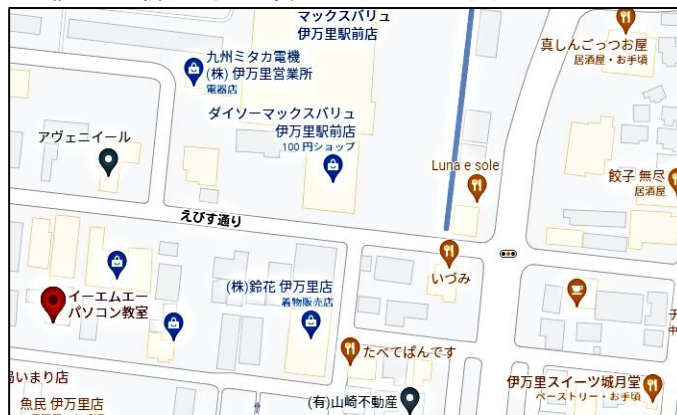 マックスバリュ
伊万里駅前店
真しんごっつお屋
居酒屋・お手頃
九州ミタカ電機
(株) 伊万里営業所
電器店
ダイソーマックスバリュ
伊万里駅前店
100 円ショップ
アヴェニイール
Luna e sole
餃子 無尽
居酒屋
えびす通り
いづみ
イーエムエー
パソコン教室
(株)鈴花 伊万里店
着物販売店
たべてぱんです
局いまり店
魚民 伊万里店
(有)山崎不動産
伊万里スイーツ城月堂
ペーストリー・お手頃